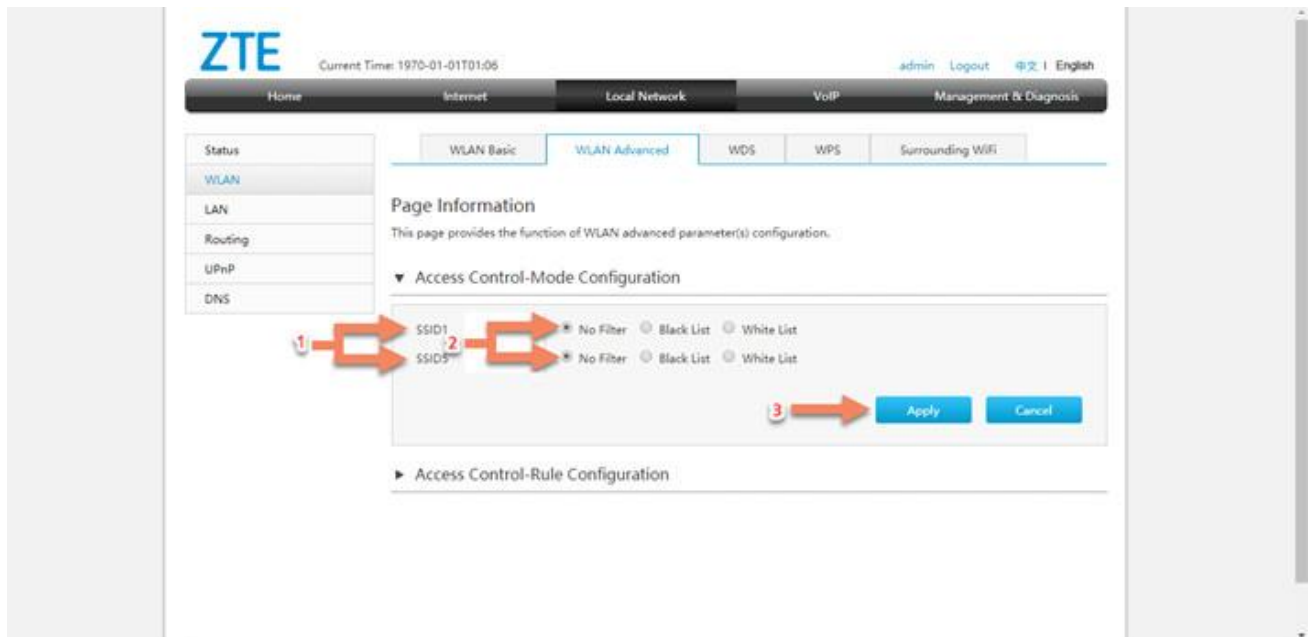 ZTE
Current Time: 1970-01-01T01:06
admin Logout 中文 | English
Home Internet Local Network VoIP Management & Diagnosis
Status
WLAN
LAN
Routing
UPnP
DNS
WLAN Basic WLAN Advanced WDS WPS Surrounding WiFi
Page Information
This page provides the function of WLAN advanced parameter(s) configuration.
▼ Access Control-Mode Configuration
1 SSID1 2 No Filter Black List White List
SSID5 No Filter Black List White List
3 Apply Cancel
► Access Control-Rule Configuration